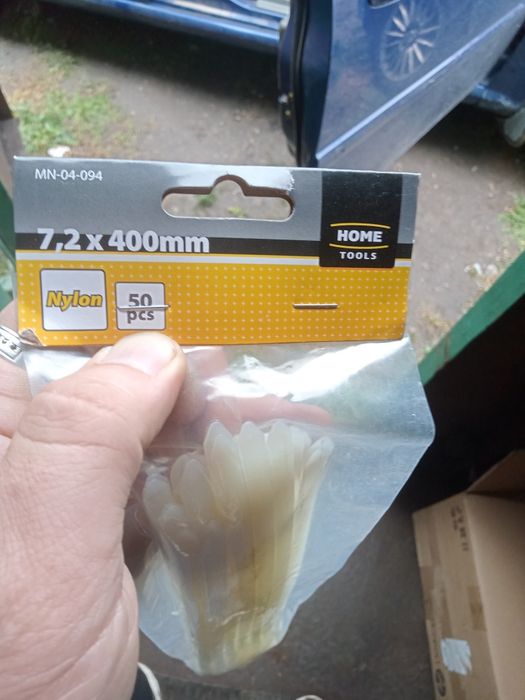 MN-04-094
7,2 x 400mm
HOME
TOOLS
Nylon
50
pcs